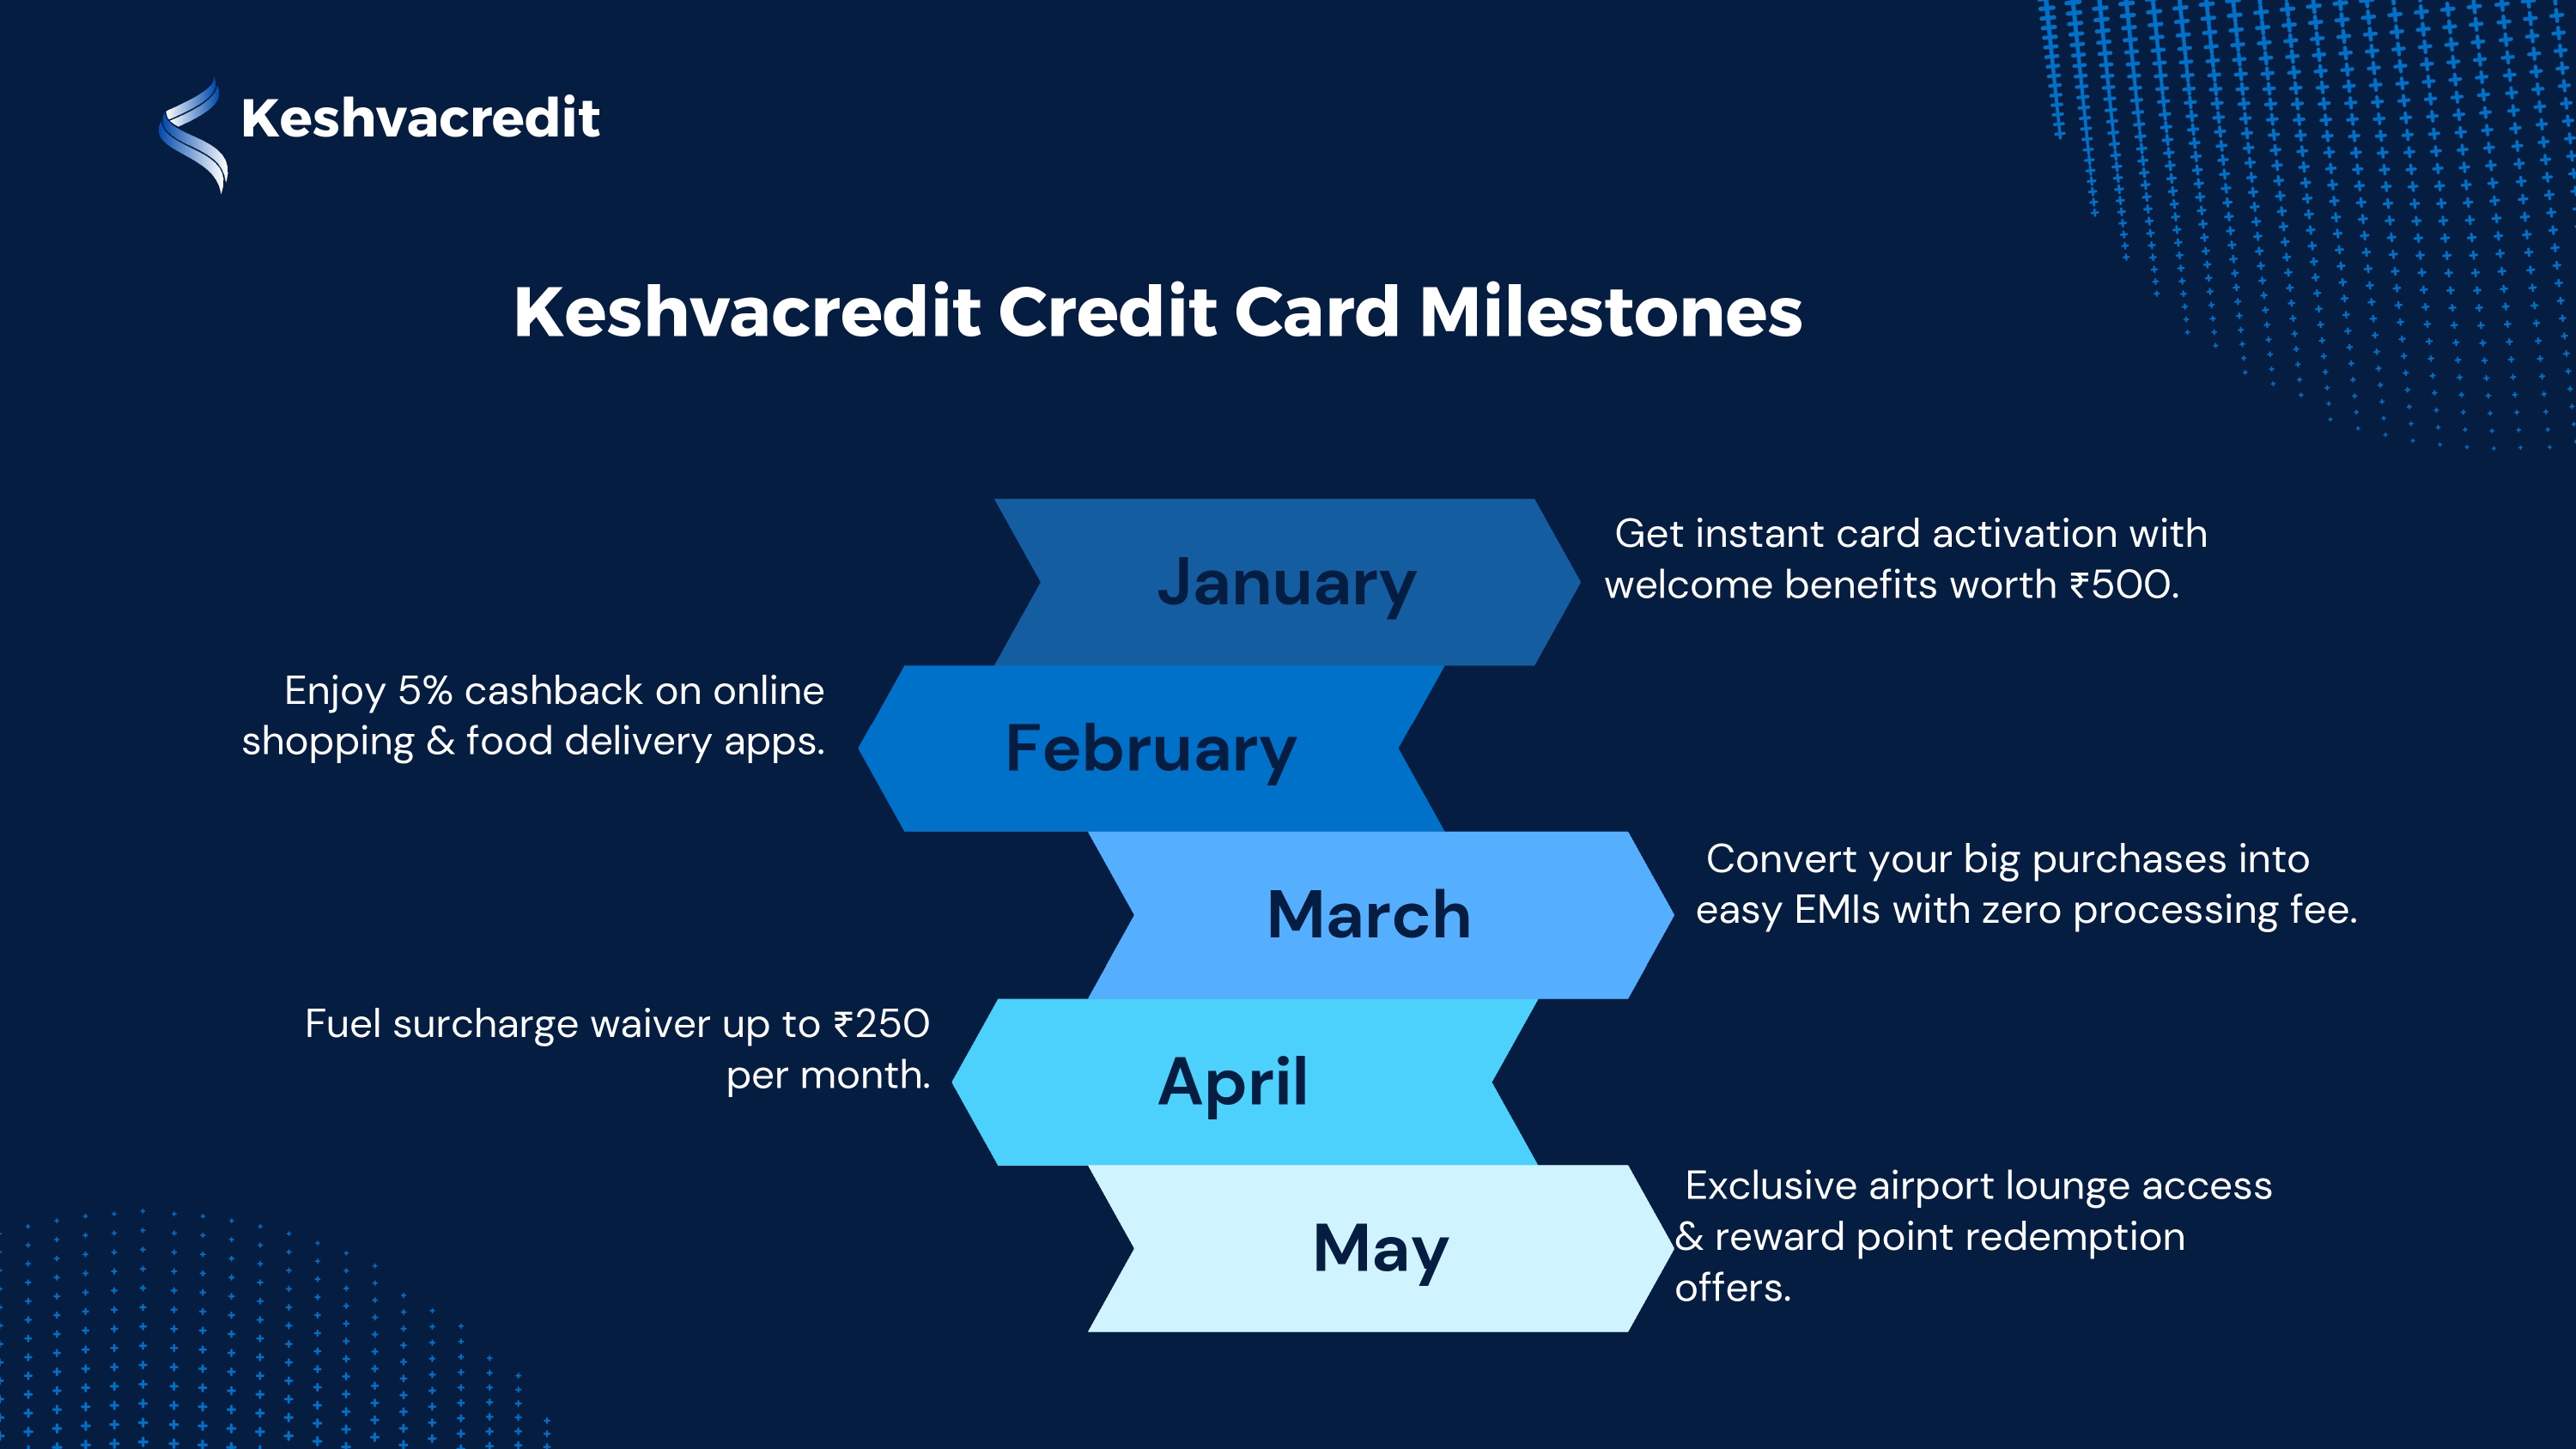 Keshvacredit
Keshvacredit Credit Card Milestones
January
Get instant card activation with
welcome benefits worth ₹500.
Enjoy 5% cashback on online
shopping & food delivery apps.
February
March
Convert your big purchases into
easy EMIs with zero processing fee.
Fuel surcharge waiver up to ₹250
per month.
April
May
Exclusive airport lounge access
& reward point redemption
offers.